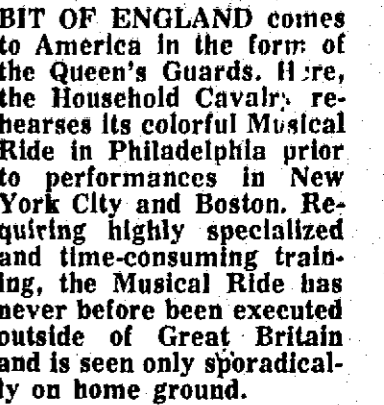 BIT OF ENGLAND comes
to America in the form of
the Queen's Guards. Here,
the Household Cavalry re-
hearses its colorful Musical
Ride in Philadelphia prior
to performances in New
York City and Boston. Re-
quiring highly specialized
and time-consuming train-
ing, the Musical Ride has
never before been executed
outside of Great Britain
and is seen only sporadical-
ly on home ground.